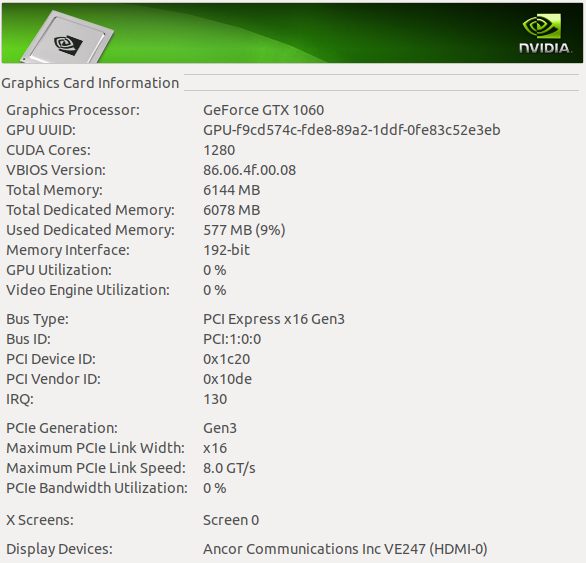 NVIDIA.
Graphics Card Information
Graphics Processor: GeForce GTX 1060
GPU UUID: GPU-f9cd574c-fde8-89a2-1ddf-0fe83c52e3eb
CUDA Cores: 1280
VBIOS Version: 86.06.4f.00.08
Total Memory: 6144 MB
Total Dedicated Memory: 6078 MB
Used Dedicated Memory: 577 MB (9%)
Memory Interface: 192-bit
GPU Utilization: 0 %
Video Engine Utilization: 0 %
Bus Type: PCI Express x16 Gen3
Bus ID: PCI:1:0:0
PCI Device ID: 0x1c20
PCI Vendor ID: 0x10de
IRQ: 130
PCIe Generation: Gen3
Maximum PCIe Link Width: x16
Maximum PCIe Link Speed: 8.0 GT/s
PCIe Bandwidth Utilization: 0 %
X Screens: Screen 0
Display Devices: Ancor Communications Inc VE247 (HDMI-0)